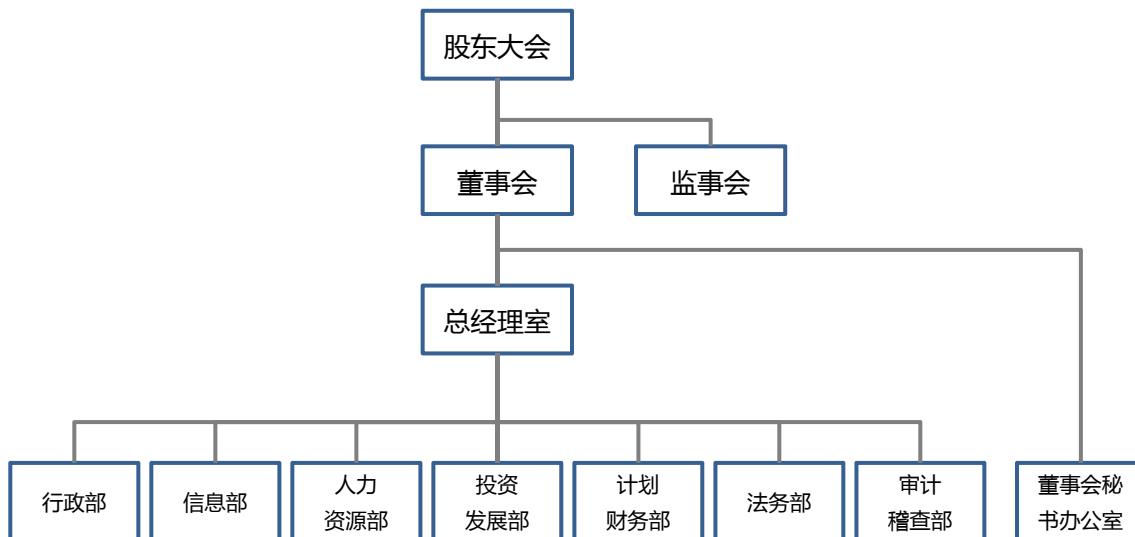 股东大会
董事会
监事会
总经理室
行政部
信息部
人力
资源部
投资
发展部
计划
财务部
法务部
审计
稽查部
董事会秘
书办公室